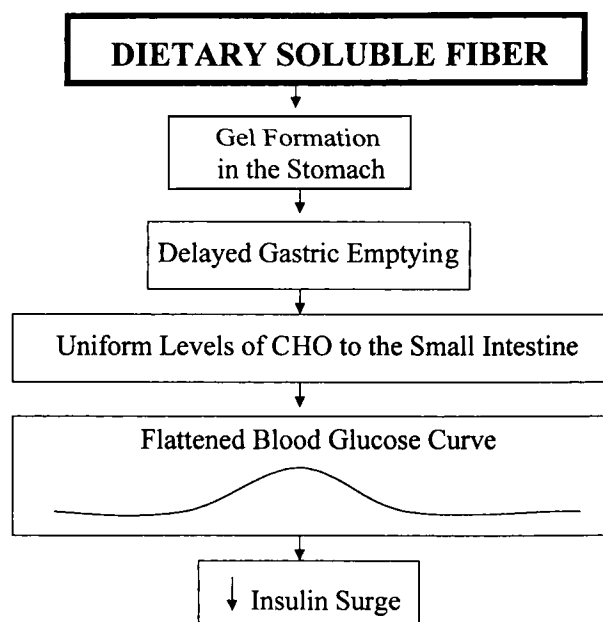 DIETARY SOLUBLE FIBER
Gel Formation
in the Stomach
Delayed Gastric Emptying
Uniform Levels of CHO to the Small Intestine
Flattened Blood Glucose Curve
↓ Insulin Surge